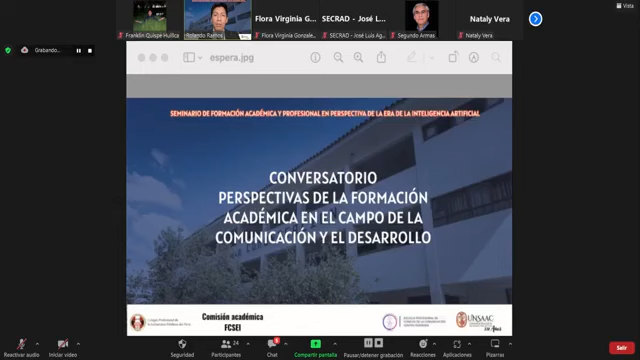 Flora Virginia G...
SECRAD - José L...
Nataly Vera
Vista
Franklin Quispe Huillca
Rolando Ramos
Flora Virginia Gonzale...
SECRAD - José Luis Ag...
Segundo Armas
Nataly Vera
Grabando...
espera.jpg
SEMINARIO DE FORMACIÓN ACADÉMICA Y PROFESIONAL EN PERSPECTIVA DE LA ERA DE LA INTELIGENCIA ARTIFICIAL
CONVERSATORIO
PERSPECTIVAS DE LA FORMACIÓN
ACADÉMICA EN EL CAMPO DE LA
COMUNICACIÓN Y EL DESARROLLO
Comisión académica
FCSEI
UNSAAC
Reactivar audio
Iniciar video
Seguridad
24
Participantes
Chat
Compartir pantalla
Pausar/detener grabación
Reacciones
Aplicaciones
Pizarras
Salir